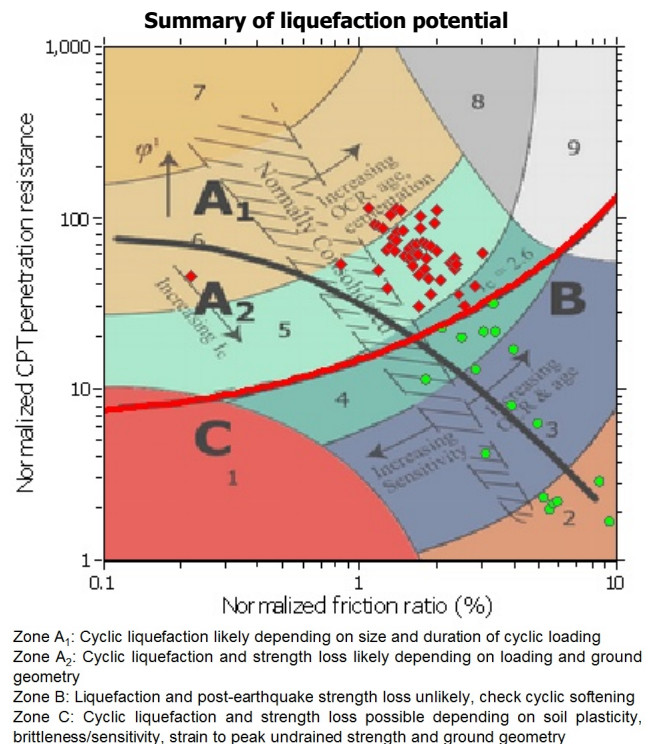 Summary of liquefaction potential
1,000
100
10
1
Normalized CPT penetration resistance
7
8
9
φ'
A1
6
Normally Consolidated
Increasing
OCR, age,
cementation
A2
Increasing fc
5
Ic = 2.6
B
4
Increasing
OCR & age
3
Increasing
Sensitivity
C
1
2
0.1
1
10
Normalized friction ratio (%)
Zone A1: Cyclic liquefaction likely depending on size and duration of cyclic loading
Zone A2: Cyclic liquefaction and strength loss likely depending on loading and ground
geometry
Zone B: Liquefaction and post-earthquake strength loss unlikely, check cyclic softening
Zone C: Cyclic liquefaction and strength loss possible depending on soil plasticity,
brittleness/sensitivity, strain to peak undrained strength and ground geometry